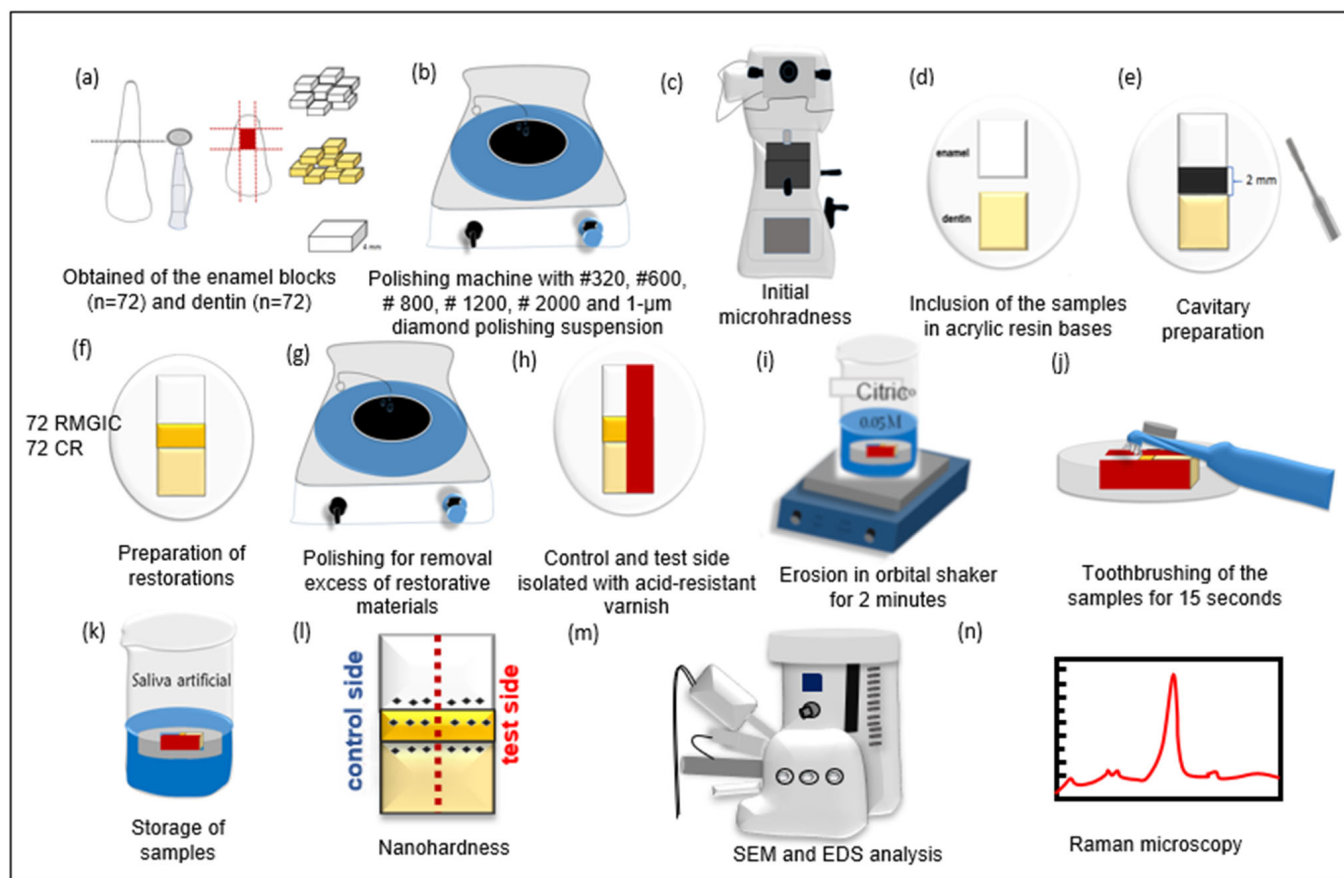 (a)
4 mm
Obtained of the enamel blocks
(n=72) and dentin (n=72)
(b)
Polishing machine with #320, #600,
# 800, # 1200, # 2000 and 1-µm
diamond polishing suspension
(c)
Initial
microhradness
(d)
enamel
dentin
Inclusion of the samples
in acrylic resin bases
(e)
2 mm
Cavitary
preparation
(f)
72 RMGIC
72 CR
Preparation of
restorations
(g)
Polishing for removal
excess of restorative
materials
(h)
Control and test side
isolated with acid-resistant
varnish
(i)
Citric
0.05M
Erosion in orbital shaker
for 2 minutes
(j)
Toothbrushing of the
samples for 15 seconds
(k)
Saliva artificial
Storage of
samples
(l)
control side
test side
Nanohardness
(m)
SEM and EDS analysis
(n)
Raman microscopy